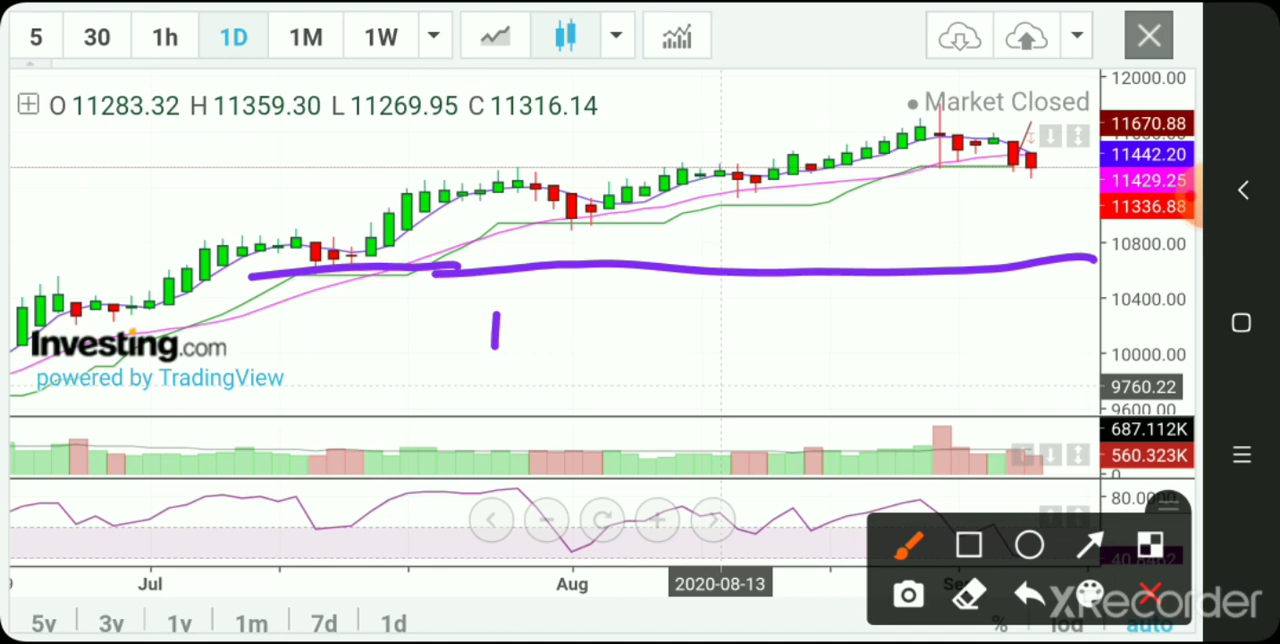 5 30 1h 1D 1M 1W
O 11283.32 H 11359.30 L 11269.95 C 11316.14
Market Closed
12000.00
11670.88
11442.20
11429.25
11336.88
10800.00
10400.00
10000.00
9760.22
9600.00
Investing.com
powered by TradingView
687.112K
560.323K
0
80.0000
Jul Aug 2020-08-13
XRecorder
5y 3y 1y 1m 7d 1d % log auto